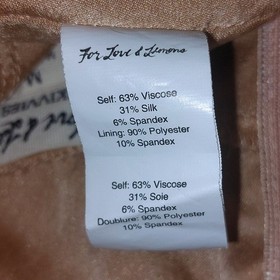 For Love & Lemons
Self: 63% Viscose
31% Silk
6% Spandex
Lining: 90% Polyester
10% Spandex
Self: 63% Viscose
31% Soie
6% Spandex
Doublure: 90% Polyester
10% Spandex